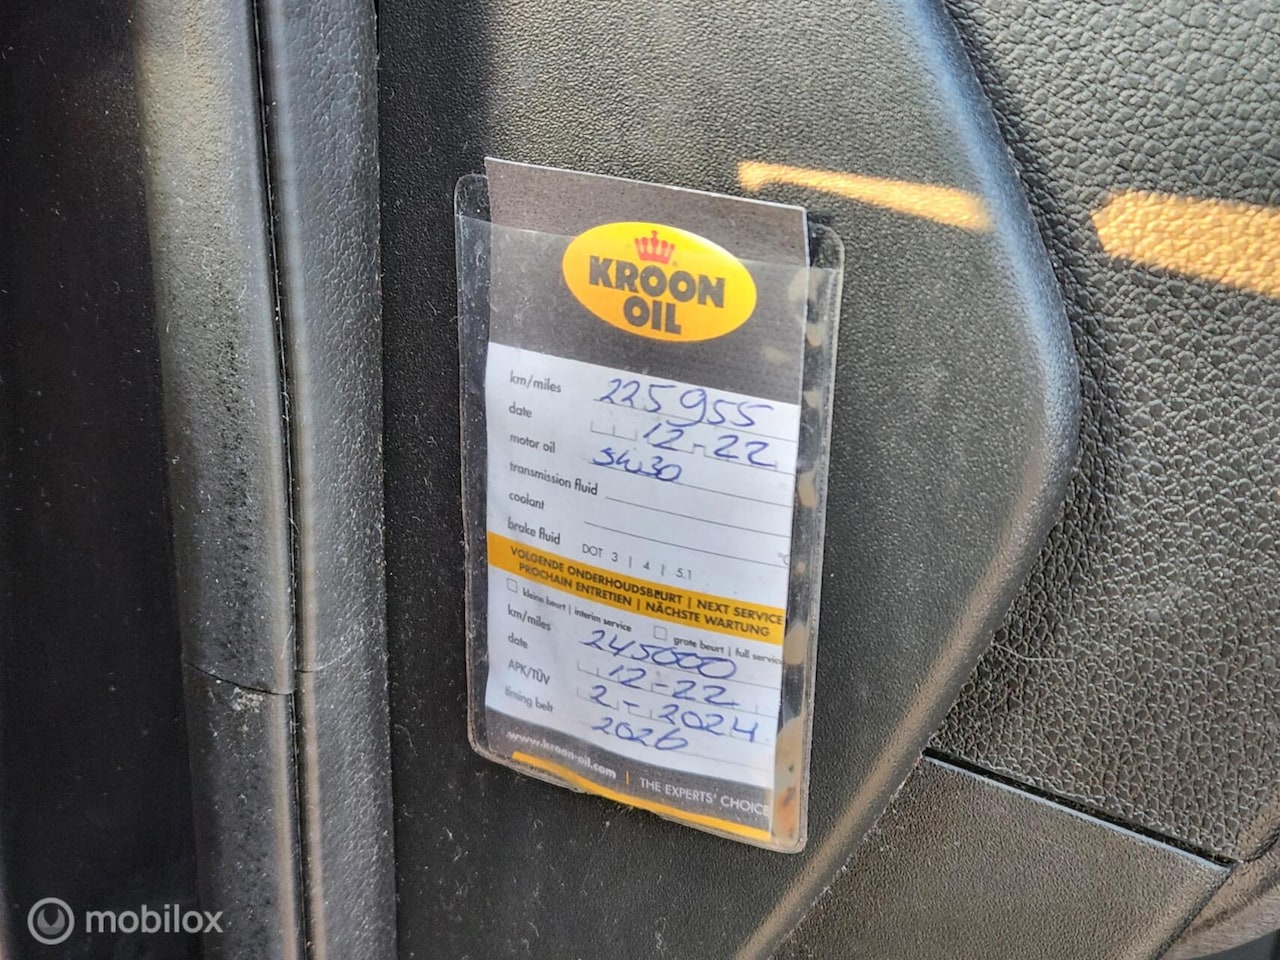 KROON
OIL
km/miles 225955
date 12-22
motor oil 5w30
transmission fluid
coolant °C
brake fluid DOT 3 | 4 | 5.1
VOLGENDE ONDERHOUDSBEURT | NEXT SERVICE
PROCHAIN ENTRETIEN | NÄCHSTE WARTUNG
kleine beurt | interim service grote beurt | full service
km/miles 245000
date 12-22
APK/TÜV 2-2024
timing belt 2026
www.kroon-oil.com | THE EXPERTS' CHOICE
mobilox